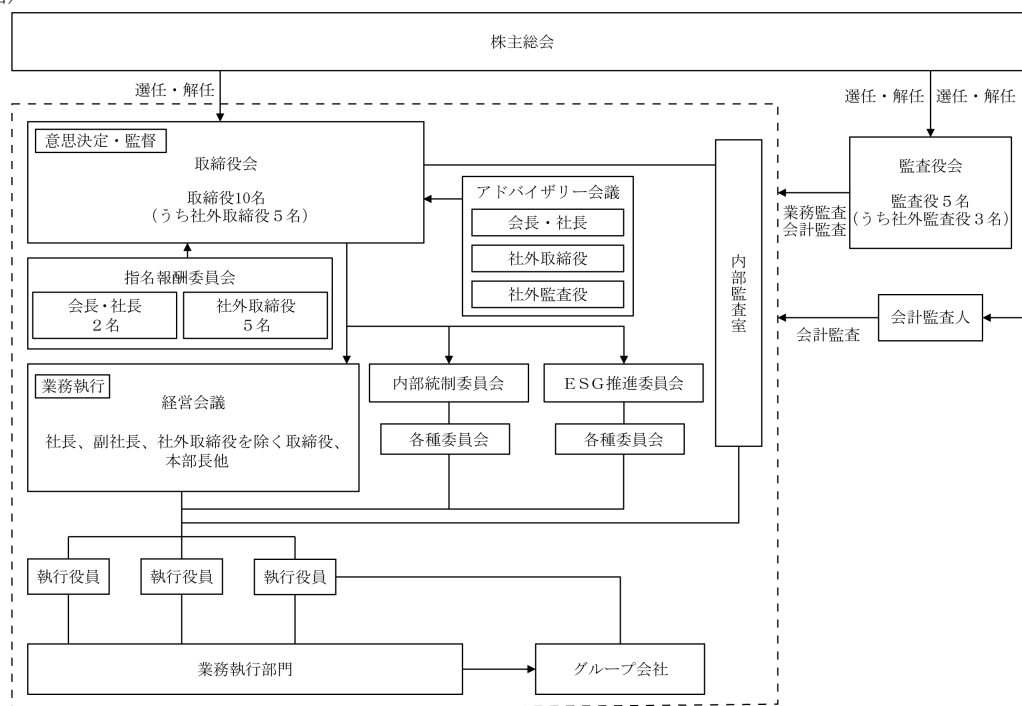 株主総会
選任・解任
選任・解任
選任・解任
意思決定・監督
取締役会
取締役10名
（うち社外取締役５名）
アドバイザリー会議
会長・社長
社外取締役
社外監査役
内部監査室
監査役会
監査役５名
（うち社外監査役３名）
業務監査
会計監査
指名報酬委員会
会長・社長
２名
社外取締役
５名
会計監査人
会計監査
業務執行
経営会議
社長、副社長、社外取締役を除く取締役、
本部長他
内部統制委員会
ＥＳＧ推進委員会
各種委員会
各種委員会
執行役員
執行役員
執行役員
業務執行部門
グループ会社